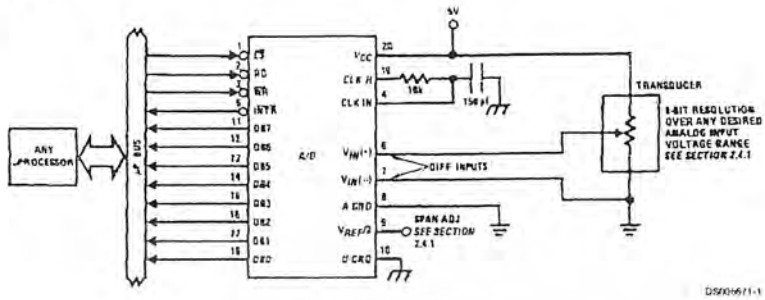 5V
1
CS
2
RD
3
WR
5
INTR
11
DB7
12
DB6
13
DB5
14
DB4
15
DB3
16
DB2
17
DB1
18
DB0
ANY
µPROCESSOR
µP BUS
A/D
VCC
20
CLK R
19
10k
CLK IN
4
150 pF
VIN(+)
6
DIFF INPUTS
VIN(–)
7
A GND
8
VREF/2
9
SPAN ADJ
SEE SECTION
2.4.1
D GND
10
TRANSDUCER
8-BIT RESOLUTION
OVER ANY DESIRED
ANALOG INPUT
VOLTAGE RANGE
SEE SECTION 2.4.1
DS005671-1